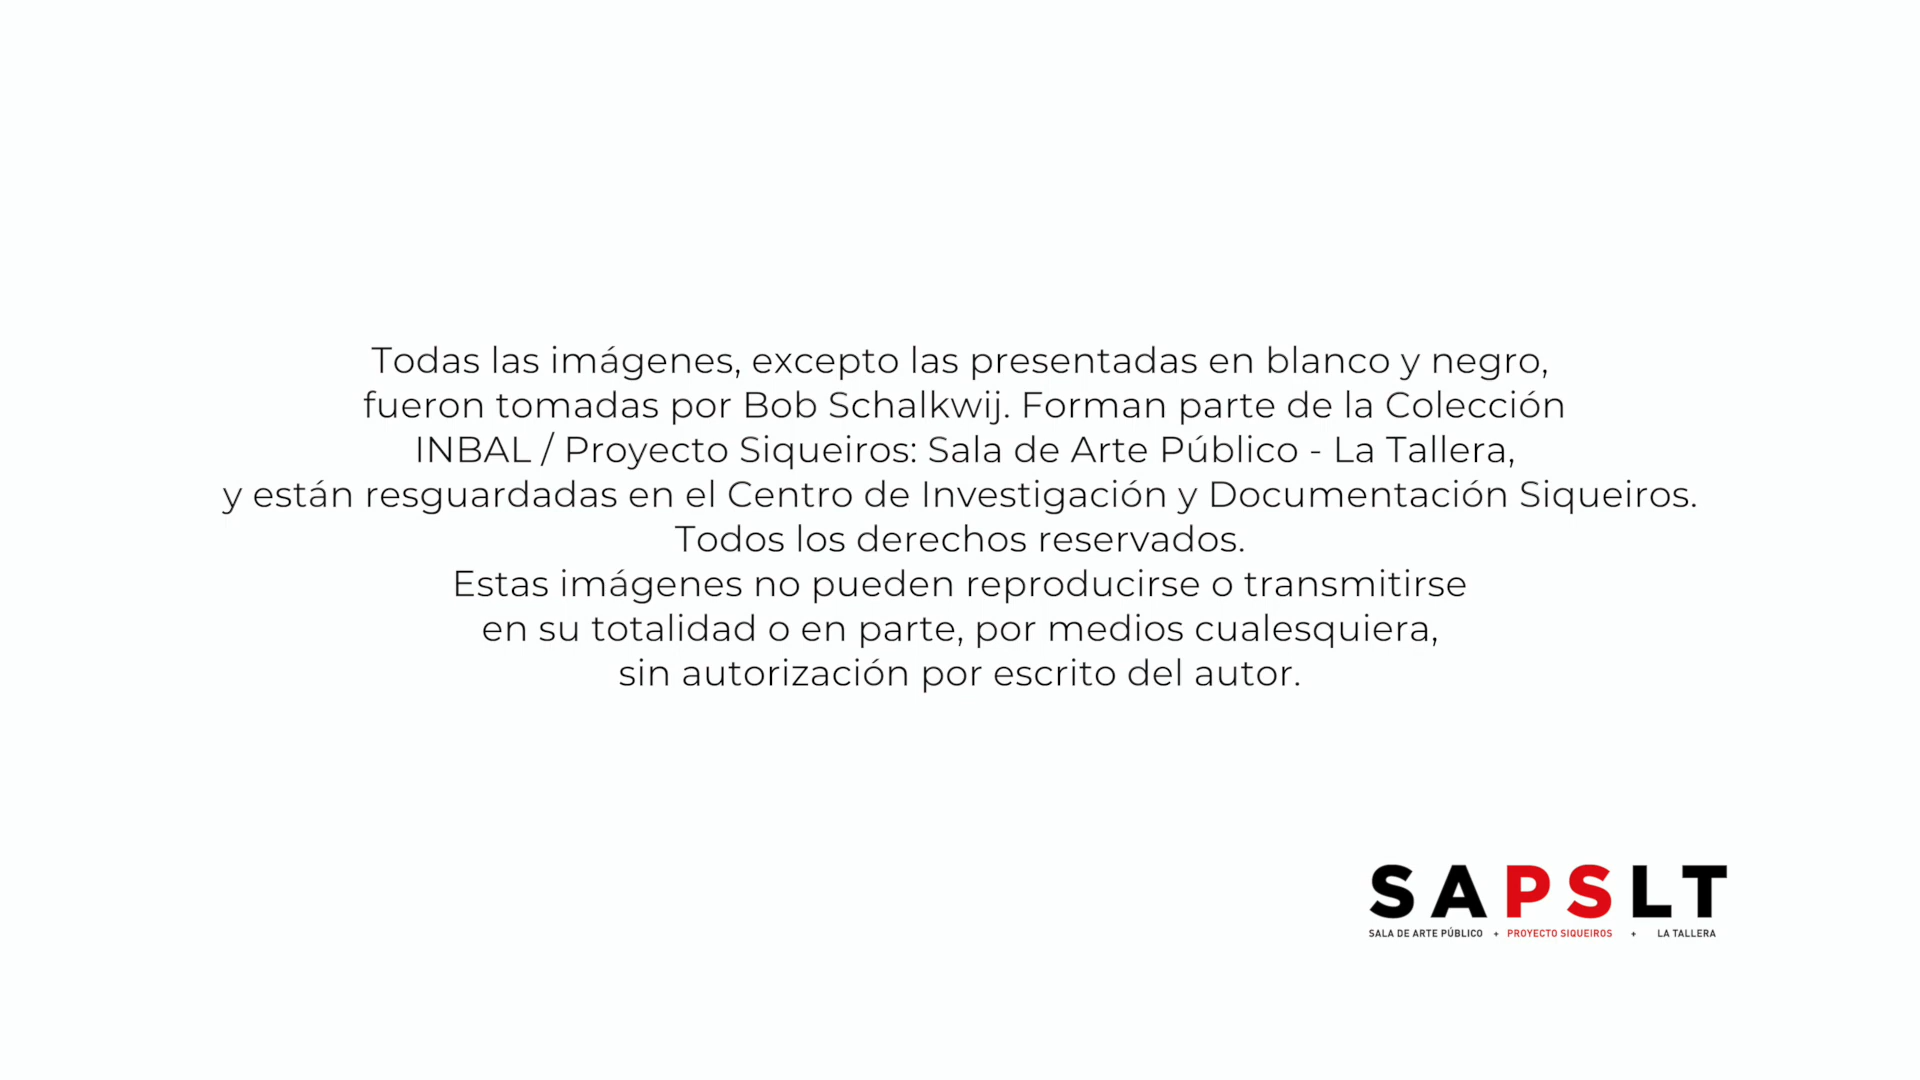 Todas las imágenes, excepto las presentadas en blanco y negro,
fueron tomadas por Bob Schalkwij. Forman parte de la Colección
INBAL / Proyecto Siqueiros: Sala de Arte Público - La Tallera,
y están resguardadas en el Centro de Investigación y Documentación Siqueiros.
Todos los derechos reservados.
Estas imágenes no pueden reproducirse o transmitirse
en su totalidad o en parte, por medios cualesquiera,
sin autorización por escrito del autor.
SAPSLT
SALA DE ARTE PÚBLICO + PROYECTO SIQUEIROS + LA TALLERA